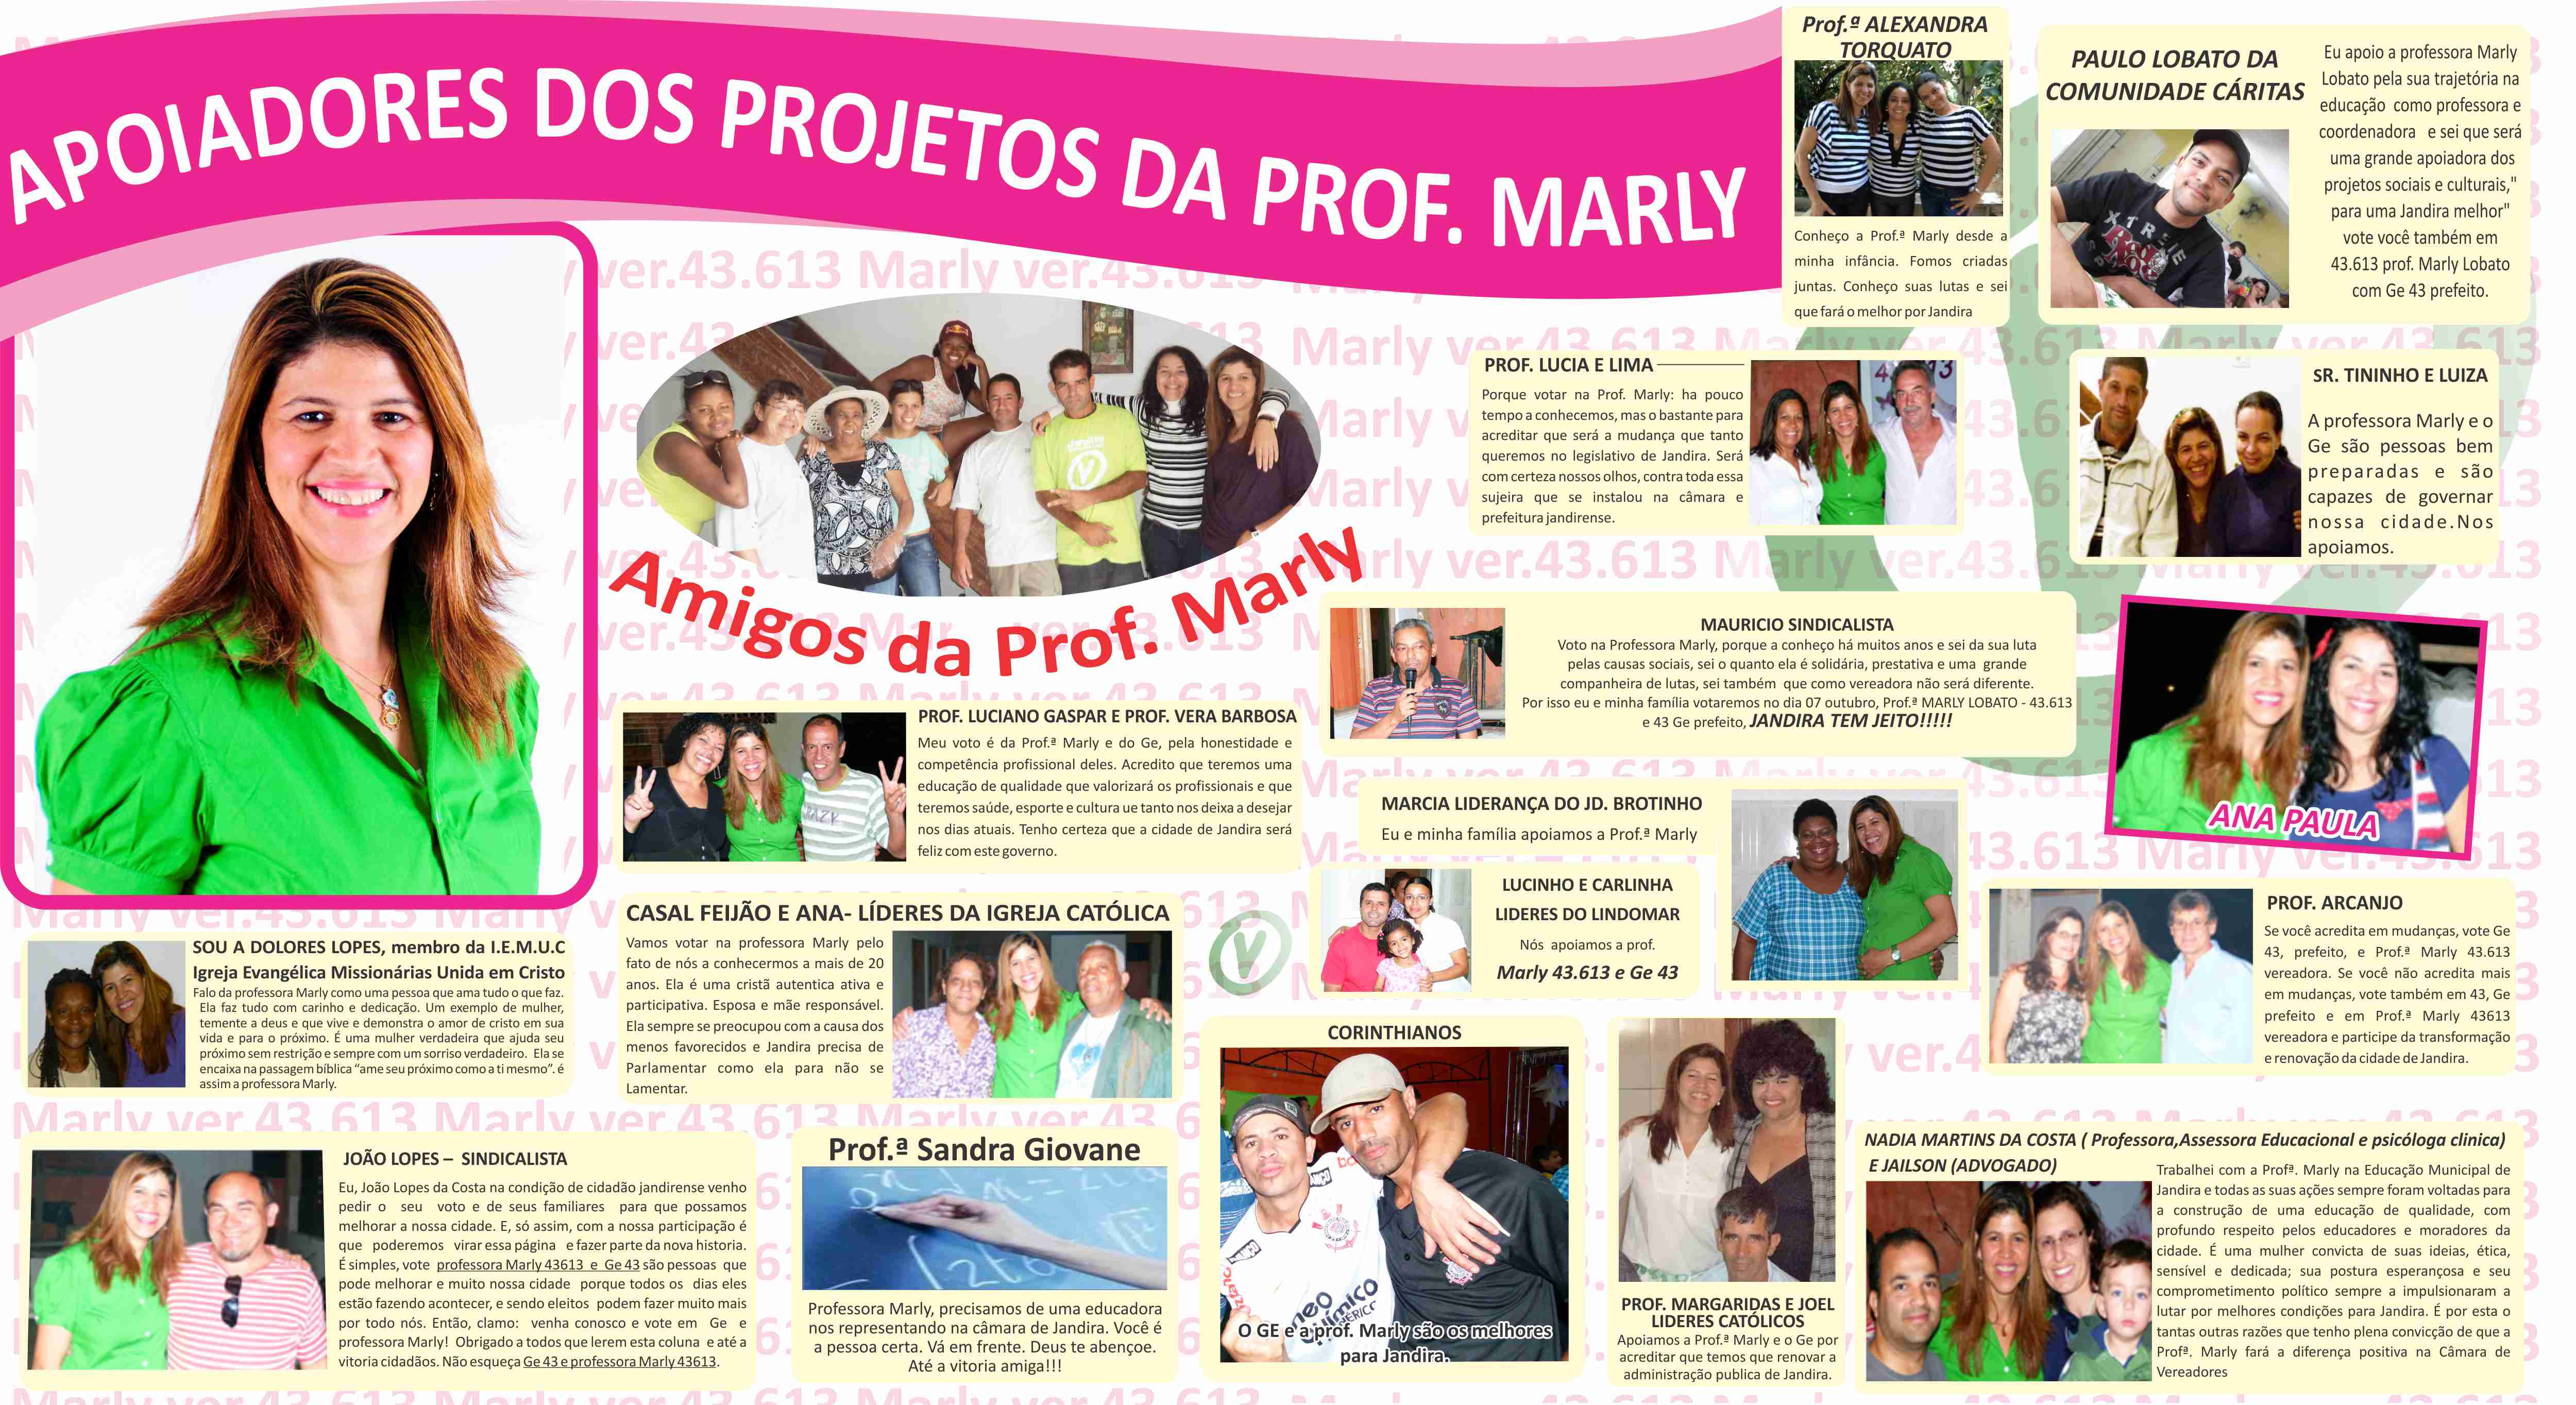 APOIADORES DOS PROJETOS DA PROF. MARLY
Amigos da Prof. Marly
Prof.ª ALEXANDRA
TORQUATO
Conheço a Prof.ª Marly desde a
minha infância. Fomos criadas
juntas. Conheço suas lutas e sei
que fará o melhor por Jandira
PAULO LOBATO DA
COMUNIDADE CÁRITAS
Eu apoio a professora Marly
Lobato pela sua trajetória na
educação como professora e
coordenadora e sei que será
uma grande apoiadora dos
projetos sociais e culturais,"
para uma Jandira melhor"
vote você também em
43.613 prof. Marly Lobato
com Ge 43 prefeito.
PROF. LUCIA E LIMA
Porque votar na Prof. Marly: ha pouco
tempo a conhecemos, mas o bastante para
acreditar que será a mudança que tanto
queremos no legislativo de Jandira. Será
com certeza nossos olhos, contra toda essa
sujeira que se instalou na câmara e
prefeitura jandirense.
SR. TININHO E LUIZA
A professora Marly e o
Ge são pessoas bem
preparadas e são
capazes de governar
nossa cidade.Nos
apoiamos.
MAURICIO SINDICALISTA
Voto na Professora Marly, porque a conheço há muitos anos e sei da sua luta
pelas causas sociais, sei o quanto ela é solidária, prestativa e uma grande
companheira de lutas, sei também que como vereadora não será diferente.
Por isso eu e minha família votaremos no dia 07 outubro, Prof.ª MARLY LOBATO - 43.613
e 43 Ge prefeito, JANDIRA TEM JEITO!!!!!
ANA PAULA
PROF. LUCIANO GASPAR E PROF. VERA BARBOSA
Meu voto é da Prof.ª Marly e do Ge, pela honestidade e
competência profissional deles. Acredito que teremos uma
educação de qualidade que valorizará os profissionais e que
teremos saúde, esporte e cultura ue tanto nos deixa a desejar
nos dias atuais. Tenho certeza que a cidade de Jandira será
feliz com este governo.
MARCIA LIDERANÇA DO JD. BROTINHO
Eu e minha família apoiamos a Prof.ª Marly
LUCINHO E CARLINHA
LIDERES DO LINDOMAR
Nós apoiamos a prof.
Marly 43.613 e Ge 43
PROF. ARCANJO
Se você acredita em mudanças, vote Ge
43, prefeito, e Prof.ª Marly 43.613
vereadora. Se você não acredita mais
em mudanças, vote também em 43, Ge
prefeito e em Prof.ª Marly 43613
vereadora e participe da transformação
e renovação da cidade de Jandira.
SOU A DOLORES LOPES, membro da I.E.M.U.C
Igreja Evangélica Missionárias Unida em Cristo
Falo da professora Marly como uma pessoa que ama tudo o que faz.
Ela faz tudo com carinho e dedicação. Um exemplo de mulher,
temente a deus e que vive e demonstra o amor de cristo em sua
vida e para o próximo. É uma mulher verdadeira que ajuda seu
próximo sem restrição e sempre com um sorriso verdadeiro. Ela se
encaixa na passagem bíblica “ame seu próximo como a ti mesmo”. é
assim a professora Marly.
CASAL FEIJÃO E ANA- LÍDERES DA IGREJA CATÓLICA
Vamos votar na professora Marly pelo
fato de nós a conhecermos a mais de 20
anos. Ela é uma cristã autentica ativa e
participativa. Esposa e mãe responsável.
Ela sempre se preocupou com a causa dos
menos favorecidos e Jandira precisa de
Parlamentar como ela para não se
Lamentar.
CORINTHIANOS
O GE e a prof. Marly são os melhores
para Jandira.
PROF. MARGARIDAS E JOEL
LIDERES CATÓLICOS
Apoiamos a Prof.ª Marly e o Ge por
acreditar que temos que renovar a
administração publica de Jandira.
JOÃO LOPES – SINDICALISTA
Eu, João Lopes da Costa na condição de cidadão jandirense venho
pedir o seu voto e de seus familiares para que possamos
melhorar a nossa cidade. E, só assim, com a nossa participação é
que poderemos virar essa página e fazer parte da nova historia.
É simples, vote professora Marly 43613 e Ge 43 são pessoas que
pode melhorar e muito nossa cidade porque todos os dias eles
estão fazendo acontecer, e sendo eleitos podem fazer muito mais
por todo nós. Então, clamo: venha conosco e vote em Ge e
professora Marly! Obrigado a todos que lerem esta coluna e até a
vitoria cidadãos. Não esqueça Ge 43 e professora Marly 43613.
Prof.ª Sandra Giovane
Professora Marly, precisamos de uma educadora
nos representando na câmara de Jandira. Você é
a pessoa certa. Vá em frente. Deus te abençoe.
Até a vitoria amiga!!!
NADIA MARTINS DA COSTA ( Professora,Assessora Educacional e psicóloga clinica)
E JAILSON (ADVOGADO)
Trabalhei com a Profª. Marly na Educação Municipal de
Jandira e todas as suas ações sempre foram voltadas para
a construção de uma educação de qualidade, com
profundo respeito pelos educadores e moradores da
cidade. É uma mulher convicta de suas ideias, ética,
sensível e dedicada; sua postura esperançosa e seu
comprometimento político sempre a impulsionaram a
lutar por melhores condições para Jandira. É por esta o
tantas outras razões que tenho plena convicção de que a
Profª. Marly fará a diferença positiva na Câmara de
Vereadores
Marly ver.43.613 Marly ver.43.613